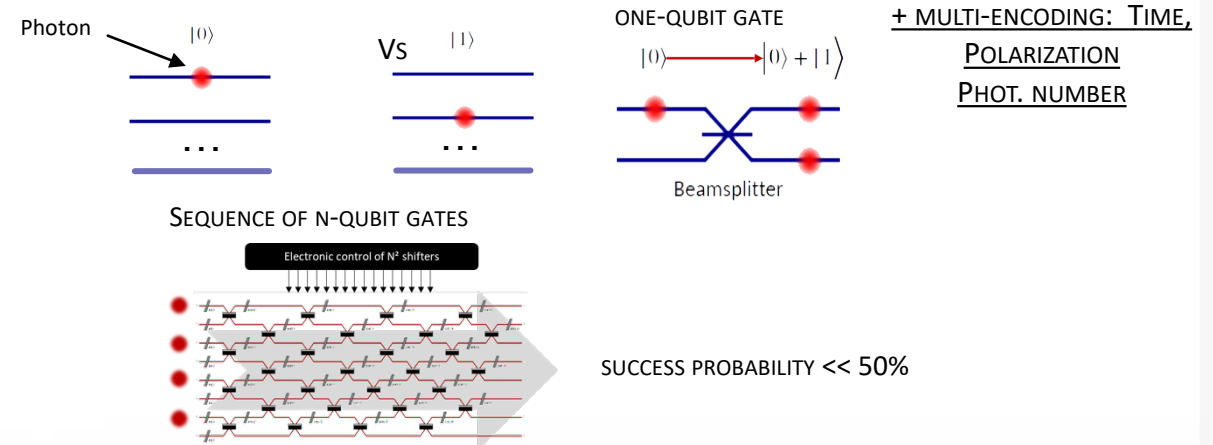 Photon
|0⟩
Vs
|1⟩
. . .
. . .
ONE-QUBIT GATE
|0⟩ → |0⟩ + |1⟩
Beamsplitter
+ MULTI-ENCODING: TIME,
POLARIZATION
PHOT. NUMBER
SEQUENCE OF N-QUBIT GATES
Electronic control of N² shifters
SUCCESS PROBABILITY << 50%